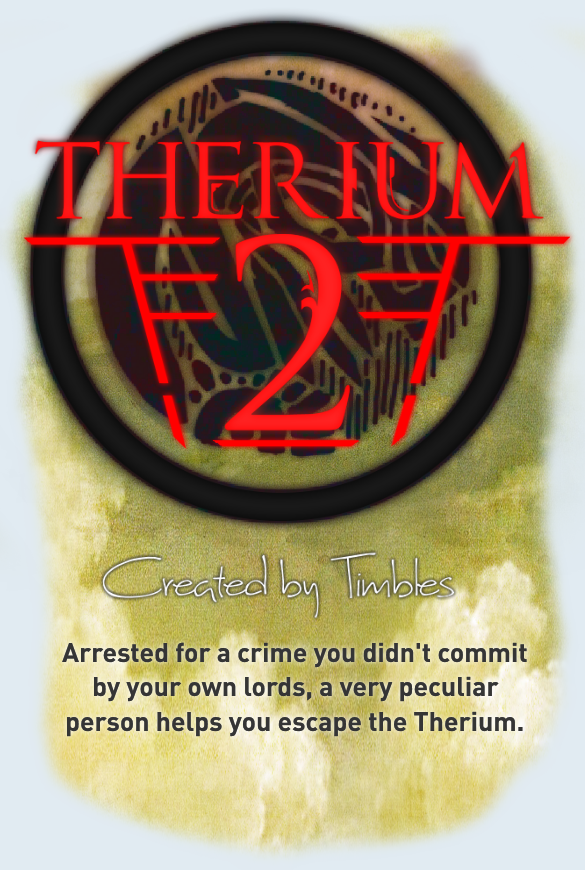 THERIUM
2
Created by Timbles
Arrested for a crime you didn't commit
by your own lords, a very peculiar
person helps you escape the Therium.